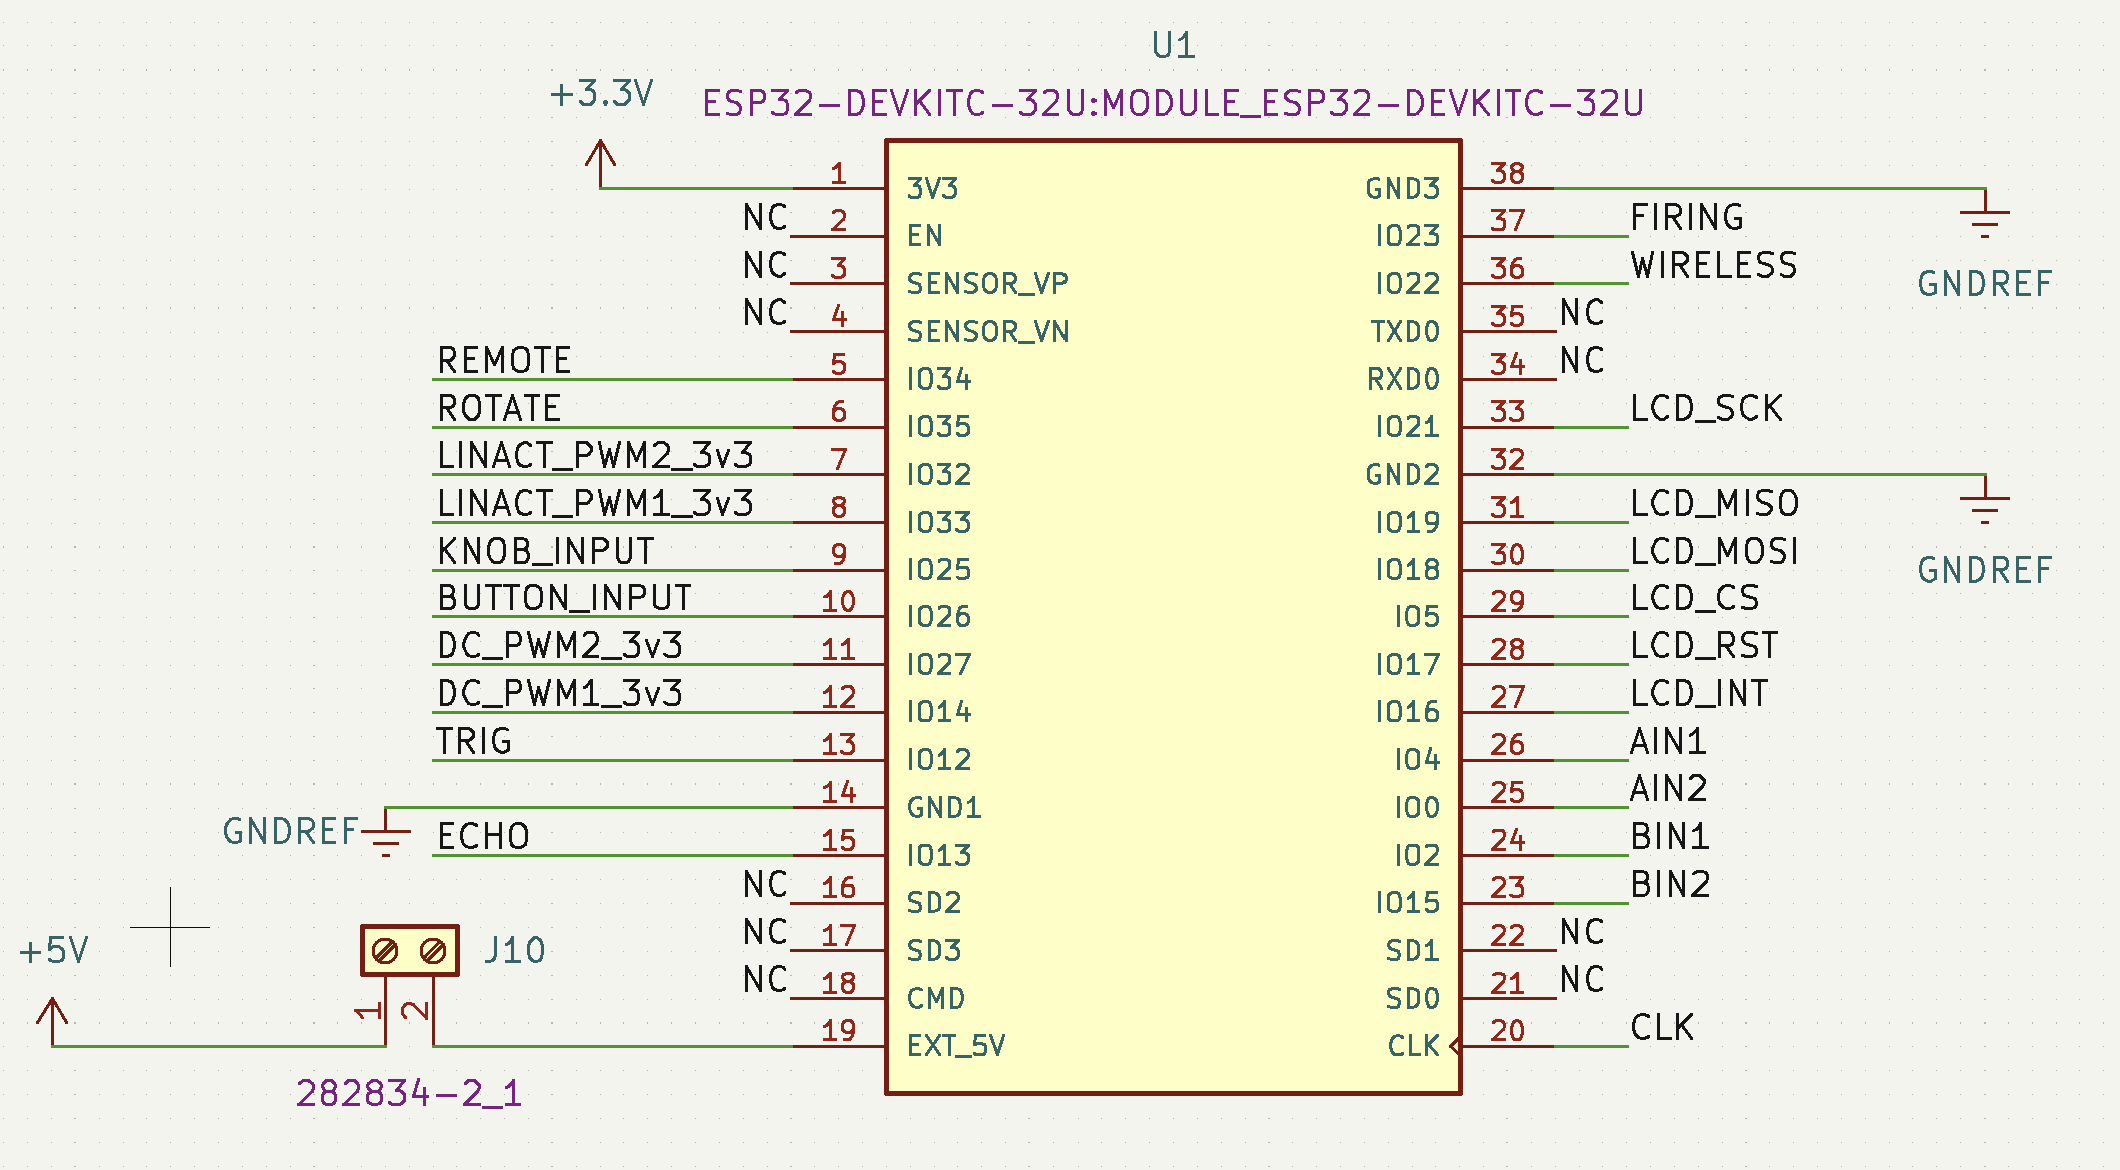 U1
+3.3V
ESP32-DEVKITC-32U:MODULE_ESP32-DEVKITC-32U
1 3V3
GND3 38
NC 2 EN
IO23 37 FIRING
NC 3 SENSOR_VP
IO22 36 WIRELESS
GNDREF
NC 4 SENSOR_VN
TXD0 35 NC
REMOTE 5 IO34
RXD0 34 NC
ROTATE 6 IO35
IO21 33 LCD_SCK
LINACT_PWM2_3v3 7 IO32
GND2 32
LINACT_PWM1_3v3 8 IO33
IO19 31 LCD_MISO
KNOB_INPUT 9 IO25
IO18 30 LCD_MOSI
GNDREF
BUTTON_INPUT 10 IO26
IO5 29 LCD_CS
DC_PWM2_3v3 11 IO27
IO17 28 LCD_RST
DC_PWM1_3v3 12 IO14
IO16 27 LCD_INT
TRIG 13 IO12
IO4 26 AIN1
14 GND1
IO0 25 AIN2
GNDREF
ECHO 15 IO13
IO2 24 BIN1
NC 16 SD2
IO15 23 BIN2
NC 17 SD3
SD1 22 NC
+5V
J10
NC 18 CMD
SD0 21 NC
1 2
19 EXT_5V
CLK 20 CLK
282834-2_1